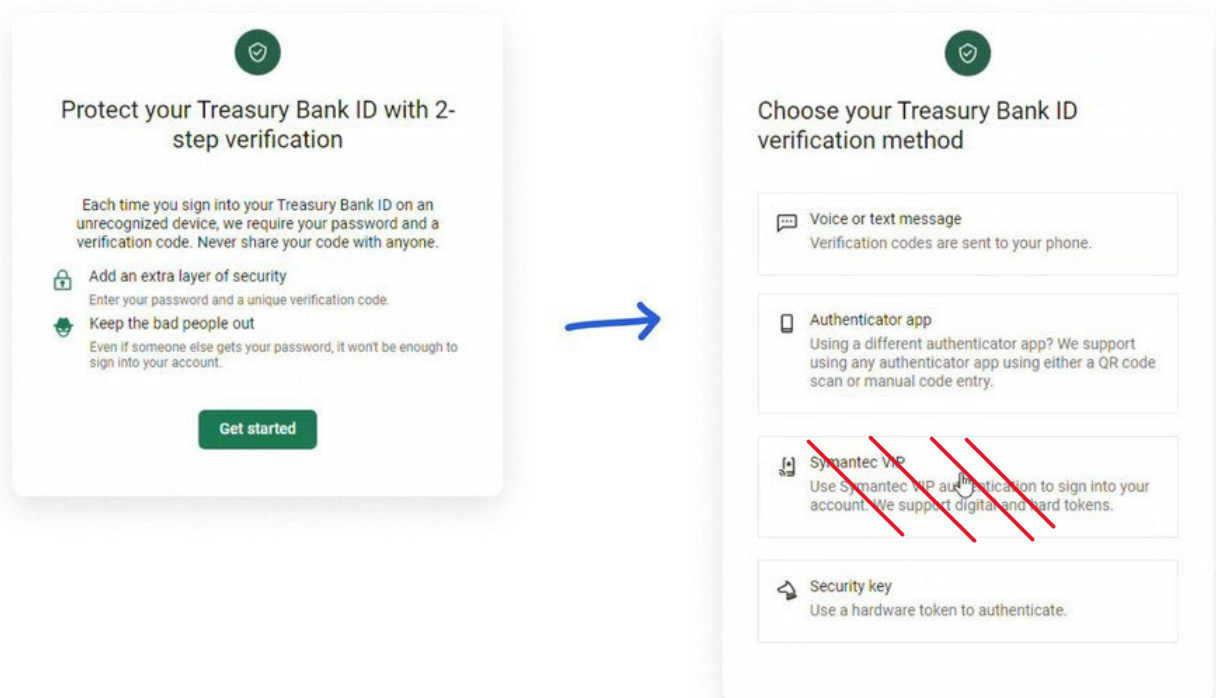 Protect your Treasury Bank ID with 2-
step verification
Each time you sign into your Treasury Bank ID on an
unrecognized device, we require your password and a
verification code. Never share your code with anyone.
Add an extra layer of security
Enter your password and a unique verification code.
Keep the bad people out
Even if someone else gets your password, it won't be enough to
sign into your account.
Get started
Choose your Treasury Bank ID
verification method
Voice or text message
Verification codes are sent to your phone.
Authenticator app
Using a different authenticator app? We support
using any authenticator app using either a QR code
scan or manual code entry.
Symantec VIP
Use Symantec VIP authentication to sign into your
account. We support digital and hard tokens.
Security key
Use a hardware token to authenticate.